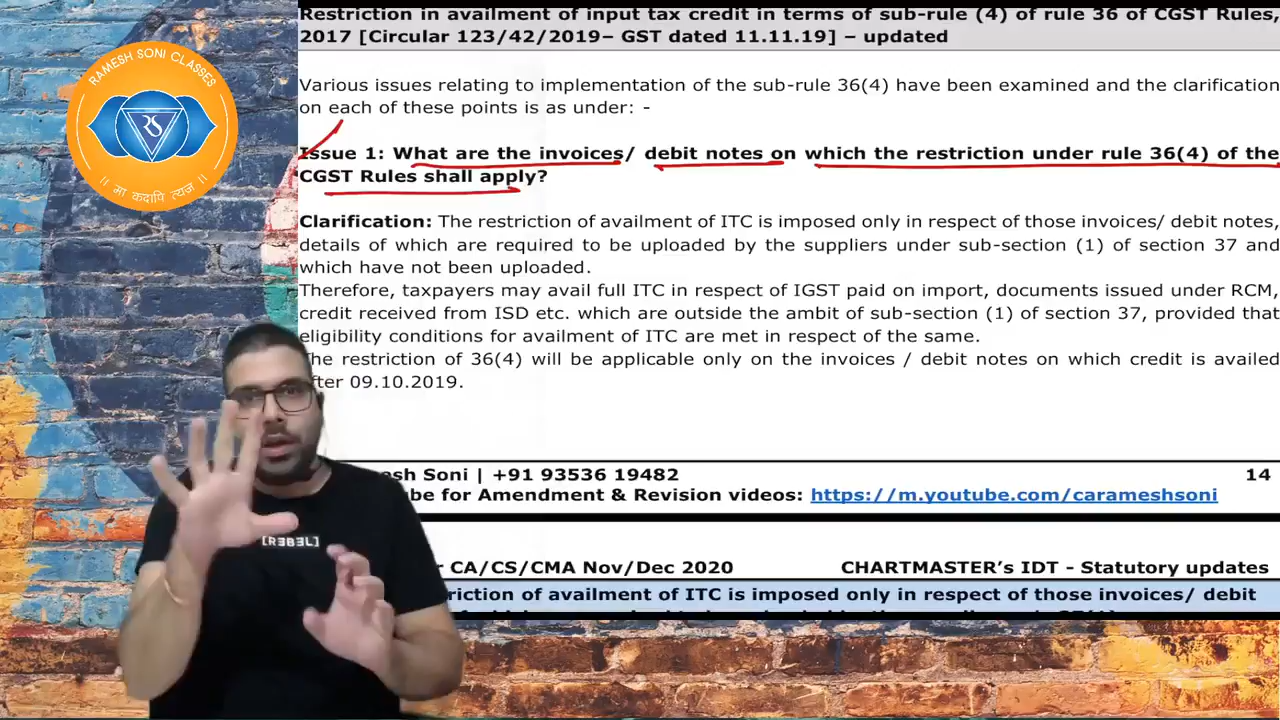 RAMESH SONI CLASSES
RS
।। मा कदापि त्यज ।।
Restriction in availment of input tax credit in terms of sub-rule (4) of rule 36 of CGST Rules,
2017 [Circular 123/42/2019– GST dated 11.11.19] – updated
Various issues relating to implementation of the sub-rule 36(4) have been examined and the clarification
on each of these points is as under: -
Issue 1: What are the invoices/ debit notes on which the restriction under rule 36(4) of the
CGST Rules shall apply?
Clarification: The restriction of availment of ITC is imposed only in respect of those invoices/ debit notes,
details of which are required to be uploaded by the suppliers under sub-section (1) of section 37 and
which have not been uploaded.
Therefore, taxpayers may avail full ITC in respect of IGST paid on import, documents issued under RCM,
credit received from ISD etc. which are outside the ambit of sub-section (1) of section 37, provided that
eligibility conditions for availment of ITC are met in respect of the same.
The restriction of 36(4) will be applicable only on the invoices / debit notes on which credit is availed
after 09.10.2019.
esh Soni | +91 93536 19482 14
be for Amendment & Revision videos: https://m.youtube.com/carameshsoni
[REBEL]
r CA/CS/CMA Nov/Dec 2020 CHARTMASTER's IDT - Statutory updates
riction of availment of ITC is imposed only in respect of those invoices/ debit